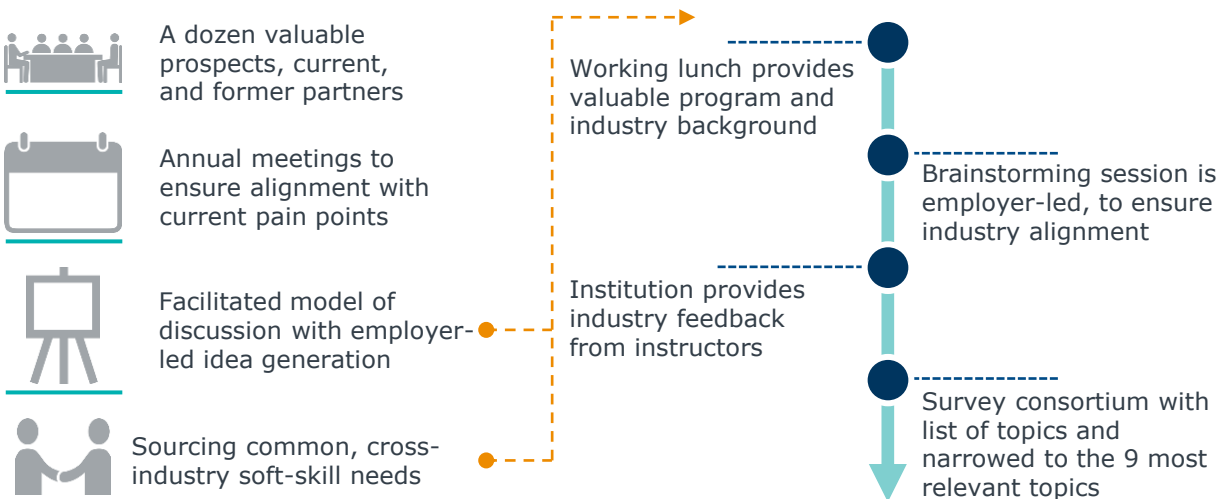 A dozen valuable
prospects, current,
and former partners
Annual meetings to
ensure alignment with
current pain points
Facilitated model of
discussion with employer-
led idea generation
Sourcing common, cross-
industry soft-skill needs
Working lunch provides
valuable program and
industry background
Brainstorming session is
employer-led, to ensure
industry alignment
Institution provides
industry feedback
from instructors
Survey consortium with
list of topics and
narrowed to the 9 most
relevant topics